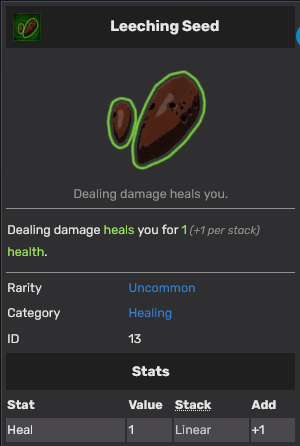 Leeching Seed
Dealing damage heals you.
Dealing damage heals you for 1 (+1 per stack)
health.
Rarity Uncommon
Category Healing
ID 13
Stats
Stat Value Stack Add
Heal 1 Linear +1